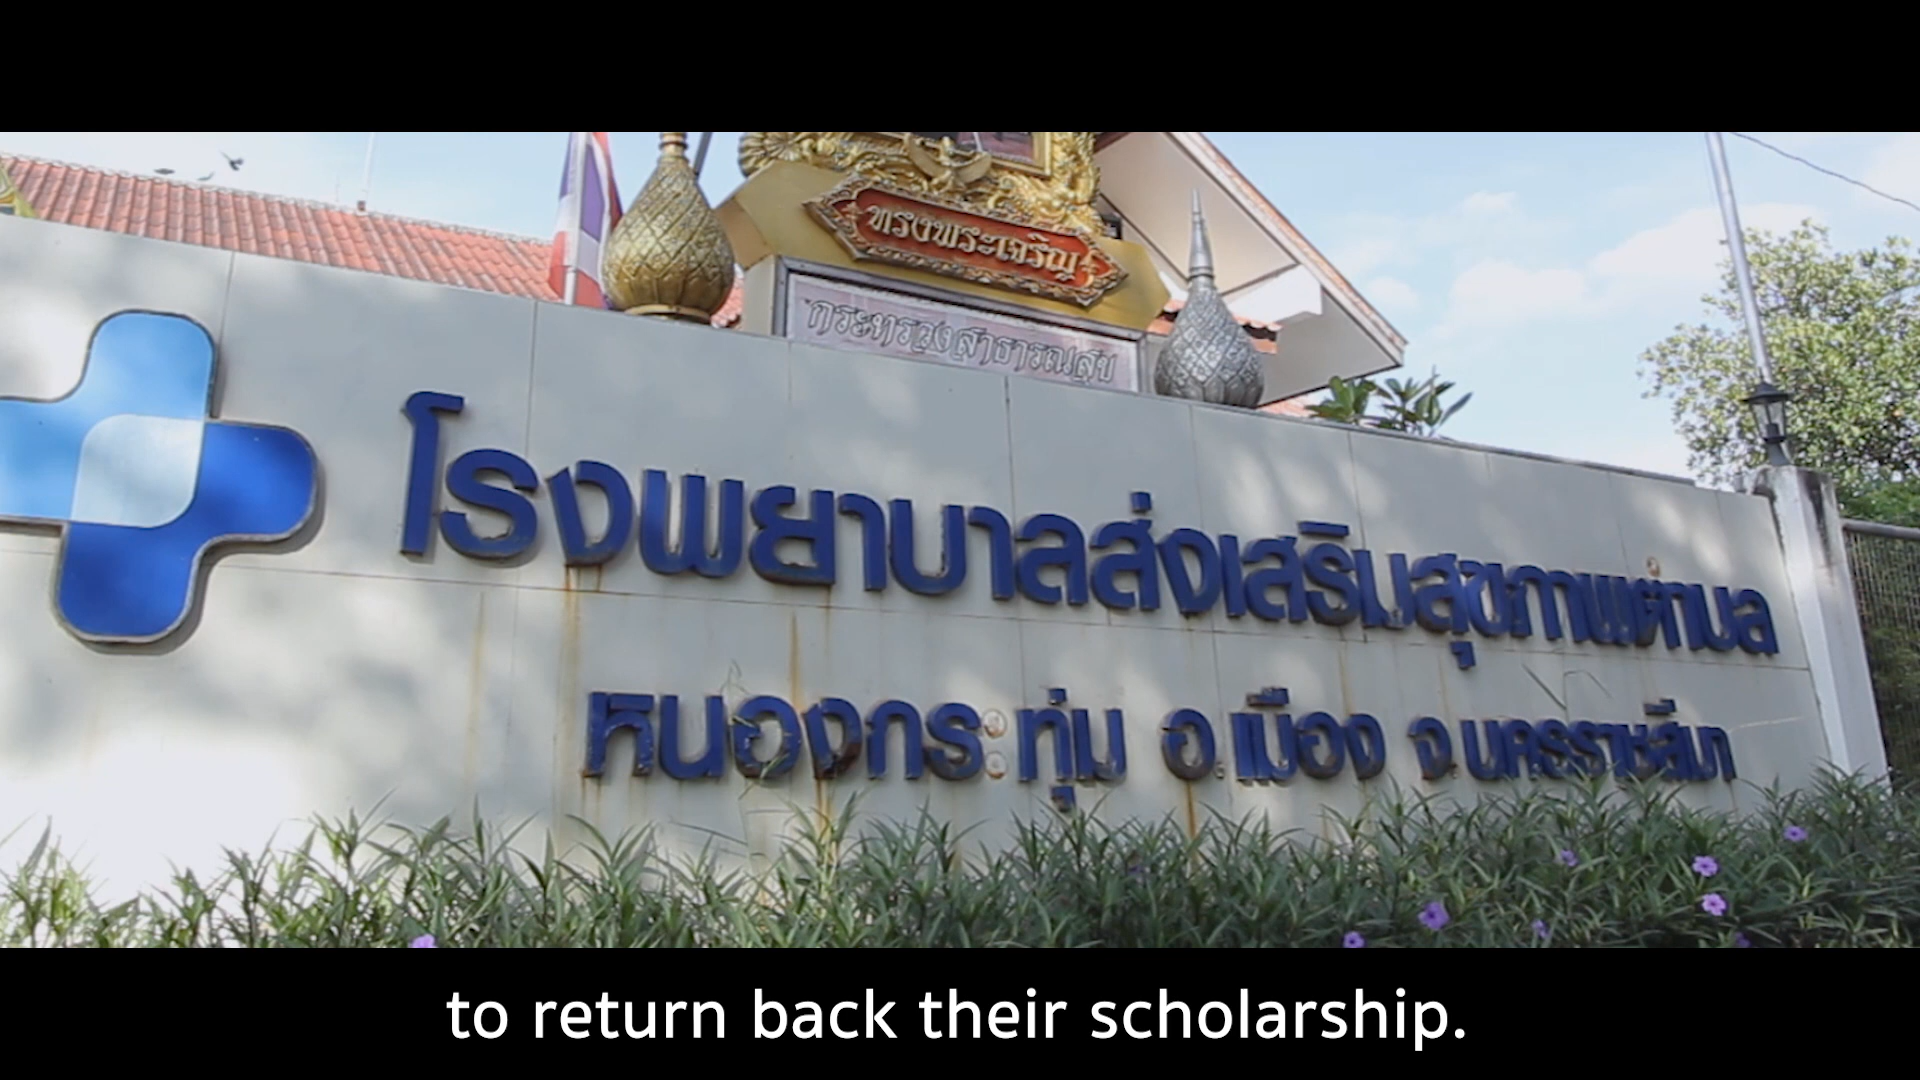 ทรงพระเจริญ
กระทรวงสาธารณสุข
โรงพยาบาลส่งเสริมสุขภาพตำบล
หนองกระทุ่ม อ.เมือง จ.นครราชสีมา
to return back their scholarship.